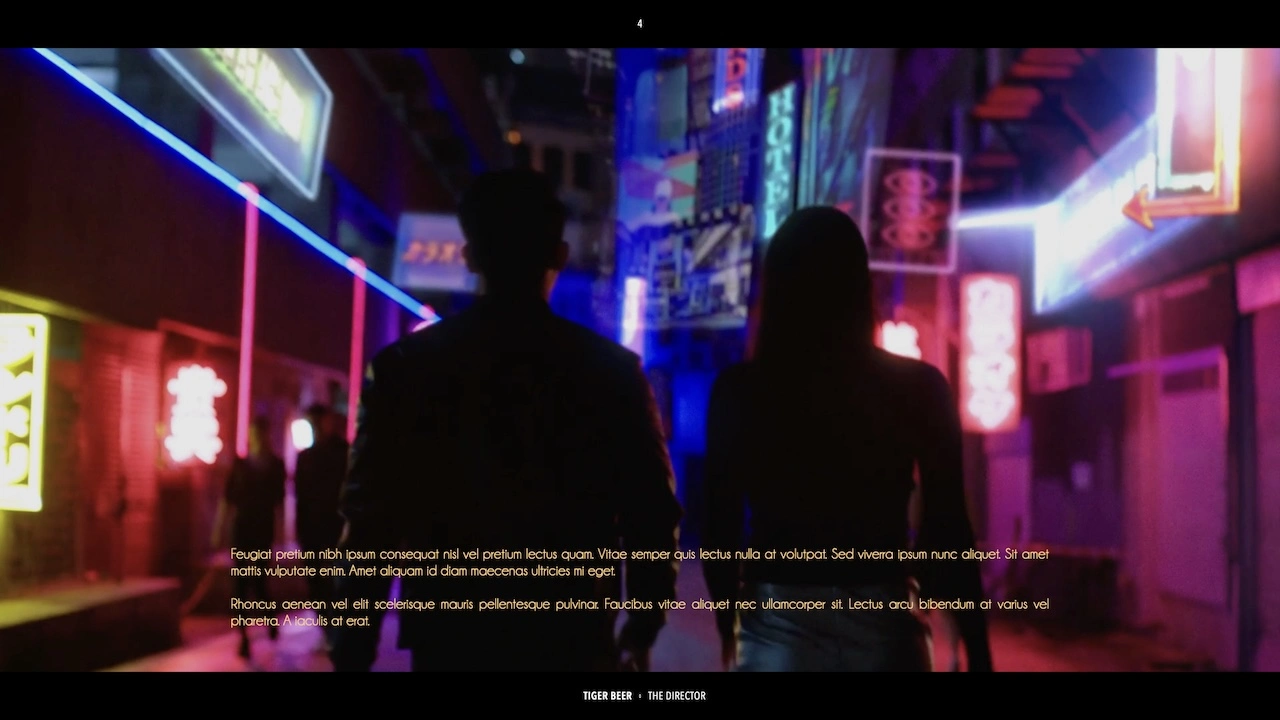 4
HOTEL
カラオ
Feugiat pretium nibh ipsum consequat nisl vel pretium lectus quam. Vitae semper quis lectus nulla at volutpat. Sed viverra ipsum nunc aliquet. Sit amet
mattis vulputate enim. Amet aliquam id diam maecenas ultricies mi eget.
Rhoncus aenean vel elit scelerisque mauris pellentesque pulvinar. Faucibus vitae aliquet nec ullamcorper sit. Lectus arcu bibendum at varius vel
pharetra. A iaculis at erat.
TIGER BEER THE DIRECTOR